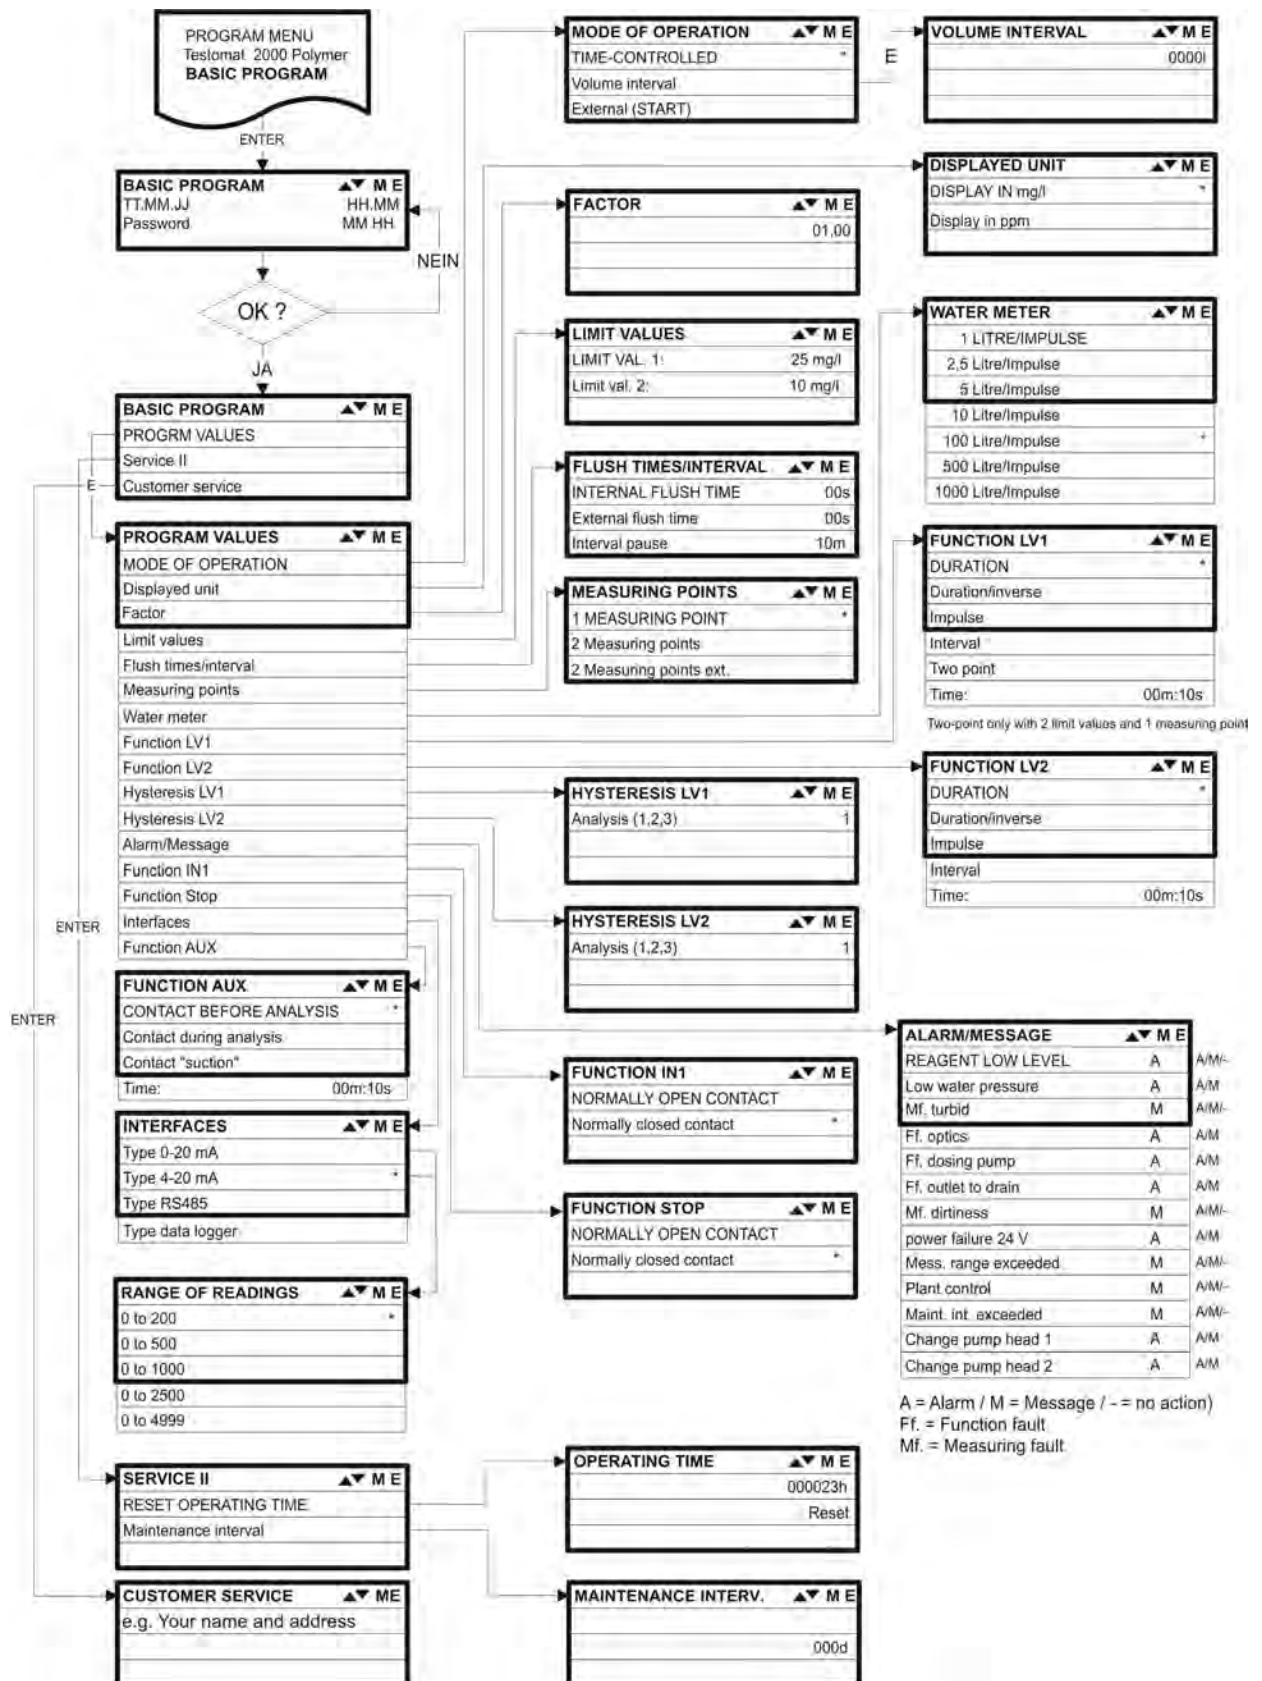 PROGRAM MENU
Testomat 2000 Polymer
BASIC PROGRAM
ENTER
BASIC PROGRAM ▲▼ M E
TT.MM.JJ HH.MM
Password MM HH
NEIN
OK ?
JA
BASIC PROGRAM ▲▼ M E
PROGRM VALUES
Service II
Customer service
E
PROGRAM VALUES ▲▼ M E
MODE OF OPERATION
Displayed unit
Factor
Limit values
Flush times/interval
Measuring points
Water meter
Function LV1
Function LV2
Hysteresis LV1
Hysteresis LV2
Alarm/Message
Function IN1
Function Stop
Interfaces
Function AUX
ENTER
ENTER
FUNCTION AUX ▲▼ M E
CONTACT BEFORE ANALYSIS *
Contact during analysis
Contact "suction"
Time: 00m:10s
INTERFACES ▲▼ M E
Type 0-20 mA
Type 4-20 mA *
Type RS485
Type data logger
RANGE OF READINGS ▲▼ M E
0 to 200 *
0 to 500
0 to 1000
0 to 2500
0 to 4999
SERVICE II ▲▼ M E
RESET OPERATING TIME
Maintenance interval
CUSTOMER SERVICE ▲▼ ME
e.g. Your name and address
MODE OF OPERATION ▲▼ M E
TIME-CONTROLLED *
Volume interval
External (START)
E
FACTOR ▲▼ M E
01,00
LIMIT VALUES ▲▼ M E
LIMIT VAL. 1: 25 mg/l
Limit val. 2: 10 mg/l
FLUSH TIMES/INTERVAL ▲▼ M E
INTERNAL FLUSH TIME 00s
External flush time 00s
Interval pause 10m
MEASURING POINTS ▲▼ M E
1 MEASURING POINT *
2 Measuring points
2 Measuring points ext.
HYSTERESIS LV1 ▲▼ M E
Analysis (1,2,3) 1
HYSTERESIS LV2 ▲▼ M E
Analysis (1,2,3) 1
FUNCTION IN1 ▲▼ M E
NORMALLY OPEN CONTACT
Normally closed contact *
FUNCTION STOP ▲▼ M E
NORMALLY OPEN CONTACT
Normally closed contact *
OPERATING TIME ▲▼ M E
000023h
Reset
MAINTENANCE INTERV. ▲▼ M E
000d
VOLUME INTERVAL ▲▼ M E
0000l
DISPLAYED UNIT ▲▼ M E
DISPLAY IN mg/l *
Display in ppm
WATER METER ▲▼ M E
1 LITRE/IMPULSE
2,5 Litre/Impulse
5 Litre/Impulse
10 Litre/Impulse
100 Litre/Impulse *
500 Litre/Impulse
1000 Litre/Impulse
FUNCTION LV1 ▲▼ M E
DURATION *
Duration/inverse
Impulse
Interval
Two point
Time: 00m:10s
Two-point only with 2 limit values and 1 measuring point
FUNCTION LV2 ▲▼ M E
DURATION *
Duration/inverse
Impulse
Interval
Time: 00m:10s
ALARM/MESSAGE ▲▼ M E
REAGENT LOW LEVEL A A/M/-
Low water pressure A A/M
Mf. turbid M A/M/-
Ff. optics A A/M
Ff. dosing pump A A/M
Ff. outlet to drain A A/M
Mf. dirtiness M A/M/-
power failure 24 V A A/M
Mess. range exceeded M A/M/-
Plant control M A/M/-
Maint. int. exceeded M A/M/-
Change pump head 1 A A/M
Change pump head 2 A A/M
A = Alarm / M = Message / - = no action)
Ff. = Function fault
Mf. = Measuring fault